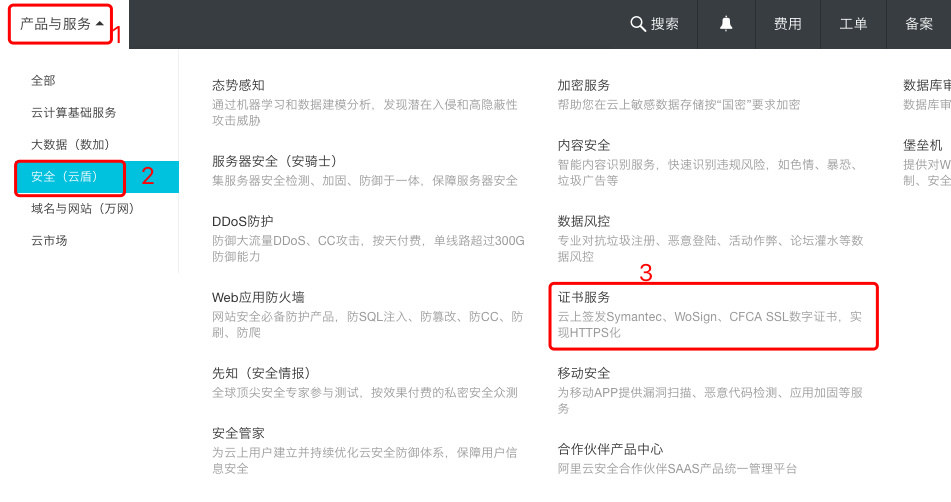 产品与服务
1
搜索
费用
工单
备案
全部
云计算基础服务
大数据（数加）
安全（云盾）
2
域名与网站（万网）
云市场
态势感知
通过机器学习和数据建模分析，发现潜在入侵和高隐蔽性
攻击威胁
服务器安全（安骑士）
集服务器安全检测、加固、防御于一体，保障服务器安全
DDoS防护
防御大流量DDoS、CC攻击，按天付费，单线路超过300G
防御能力
Web应用防火墙
网站安全必备防护产品，防SQL注入、防篡改、防CC、防
刷、防爬
先知（安全情报）
全球顶尖安全专家参与测试，按效果付费的私密安全众测
安全管家
为云上用户建立并持续优化云安全防御体系，保障用户信
息安全
加密服务
帮助您在云上敏感数据存储按“国密”要求加密
内容安全
智能内容识别服务，快速识别违规风险，如色情、暴恐、
垃圾广告等
数据风控
专业对抗垃圾注册、恶意登陆、活动作弊、论坛灌水等数
据风控
3
证书服务
云上签发Symantec、WoSign、CFCA SSL数字证书，实
现HTTPS化
移动安全
为移动APP提供漏洞扫描、恶意代码检测、应用加固等服
务
合作伙伴产品中心
阿里云安全合作伙伴SAAS产品统一管理平台
数据库审
数据库审
堡垒机
提供对W
制、安全